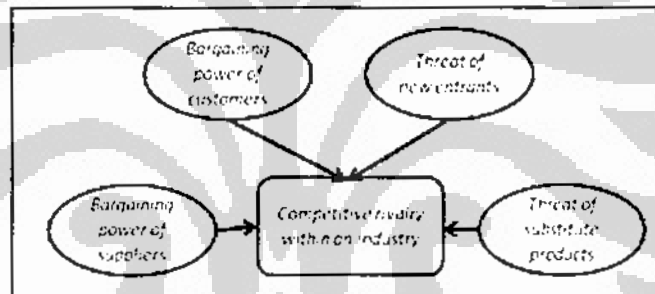 Bargaining
power of
customers
Threat of
new entrants
Bargaining
power of
suppliers
Competitive rivalry
within an industry
Threat of
substitute
products